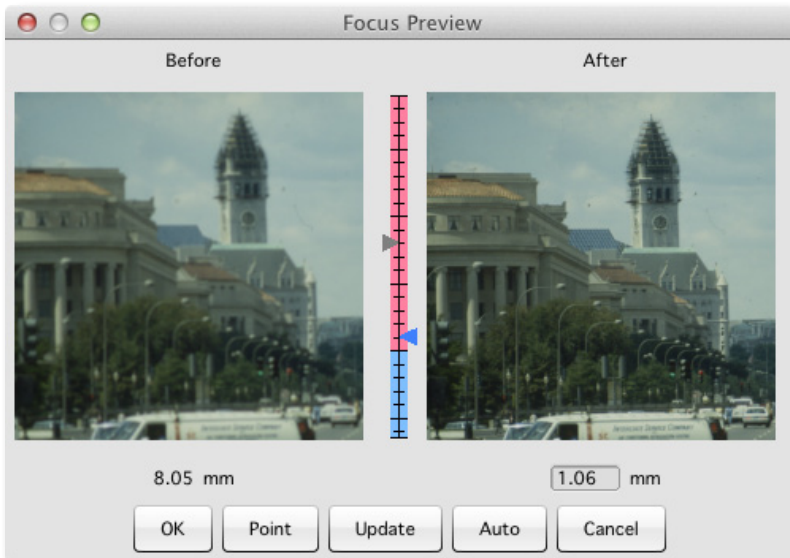 Focus Preview
Before
After
8.05 mm
1.06 mm
OK
Point
Update
Auto
Cancel